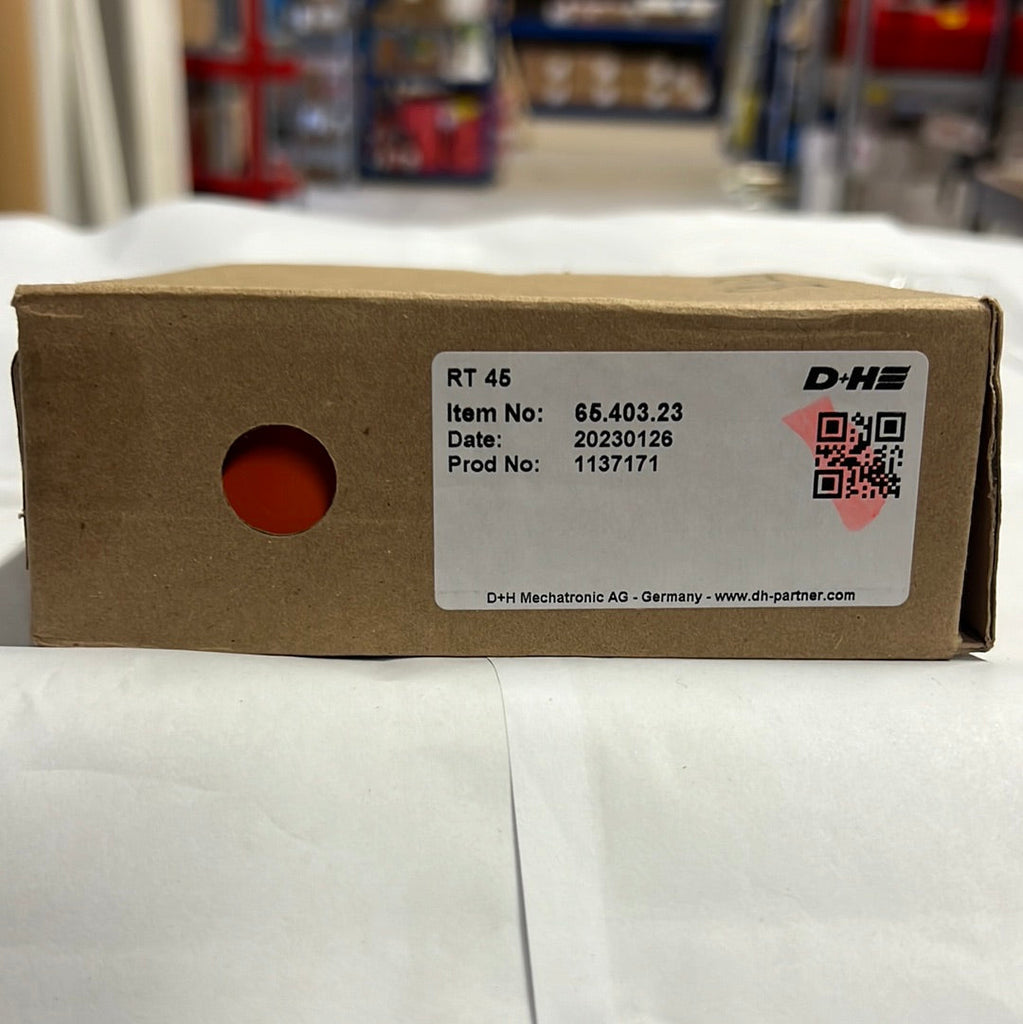 RT 45
D+H
Item No: 65.403.23
Date: 20230126
Prod No: 1137171
D+H Mechatronic AG - Germany - www.dh-partner.com